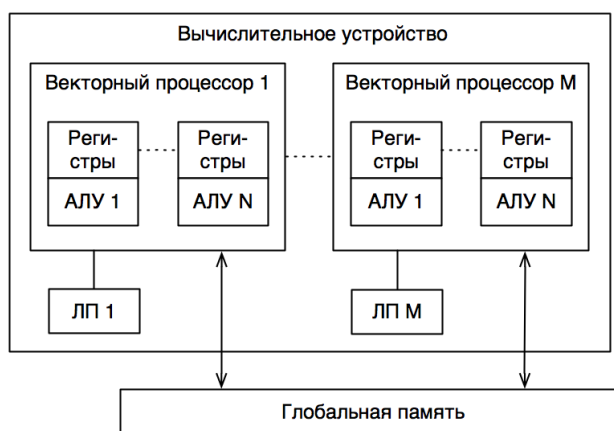 Вычислительное устройство
Векторный процессор 1
Векторный процессор M
Реги-
стры
Реги-
стры
Реги-
стры
Реги-
стры
АЛУ 1
АЛУ N
АЛУ 1
АЛУ N
ЛП 1
ЛП M
Глобальная память